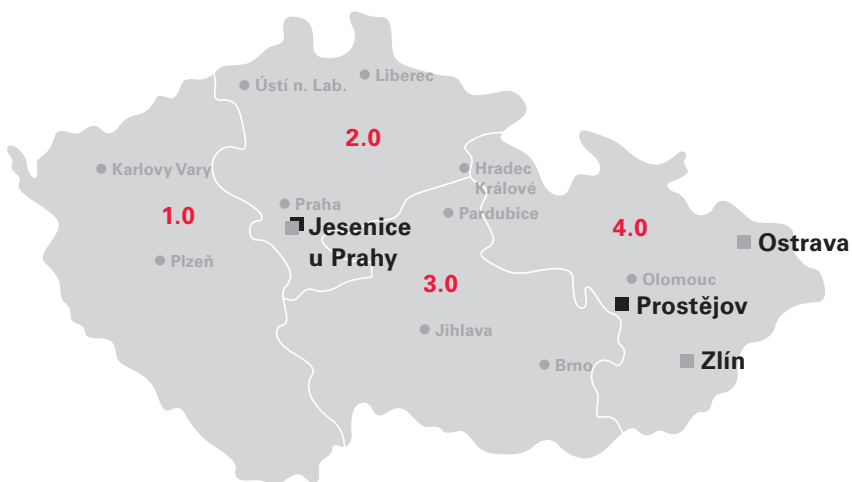 Liberec
Ústí n. Lab.
2.0
Karlovy Vary
Hradec
Králové
Praha
1.0
Pardubice
Jesenice
u Prahy
4.0
Ostrava
Plzeň
3.0
Olomouc
Prostějov
Jihlava
Zlín
Brno